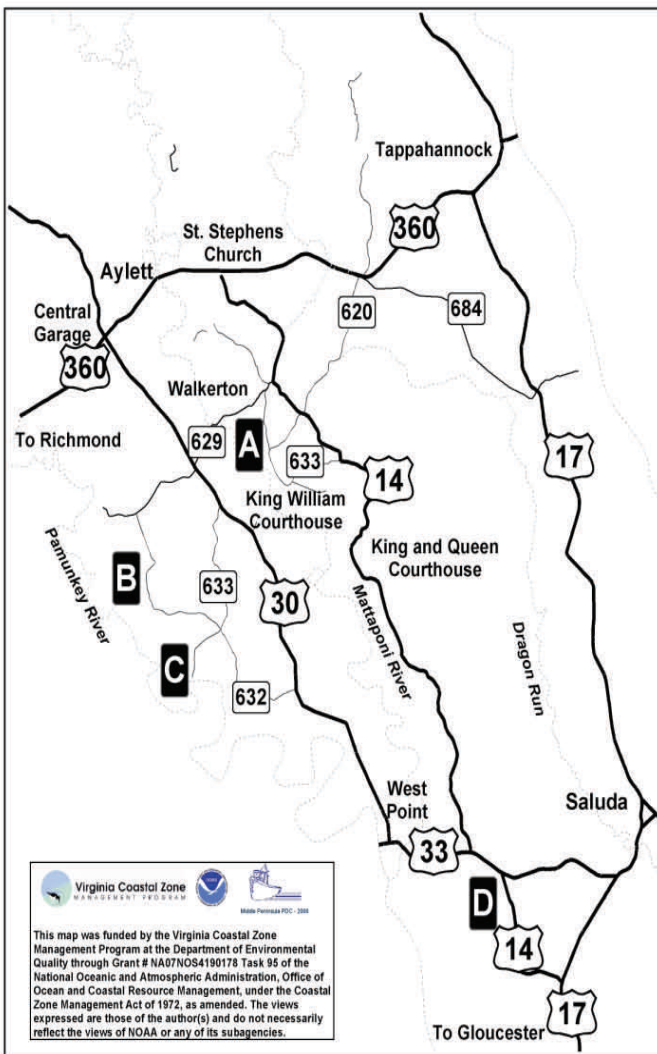 Tappahannock
360
St. Stephens
Church
Aylett
620
684
Central
Garage
360
Walkerton
To Richmond
629
A
633
14
17
King William
Courthouse
King and Queen
Courthouse
B
Pamunkey River
633
30
Mattaponi River
Dragon Run
C
632
West
Point
Saluda
33
D
14
17
To Gloucester
Virginia Coastal Zone
MANAGEMENT PROGRAM
Middle Peninsula PDC - 2008
This map was funded by the Virginia Coastal Zone
Management Program at the Department of Environmental
Quality through Grant # NA07NOS4190178 Task 95 of the
National Oceanic and Atmospheric Administration, Office of
Ocean and Coastal Resource Management, under the Coastal
Zone Management Act of 1972, as amended. The views
expressed are those of the author(s) and do not necessarily
reflect the views of NOAA or any of its subagencies.